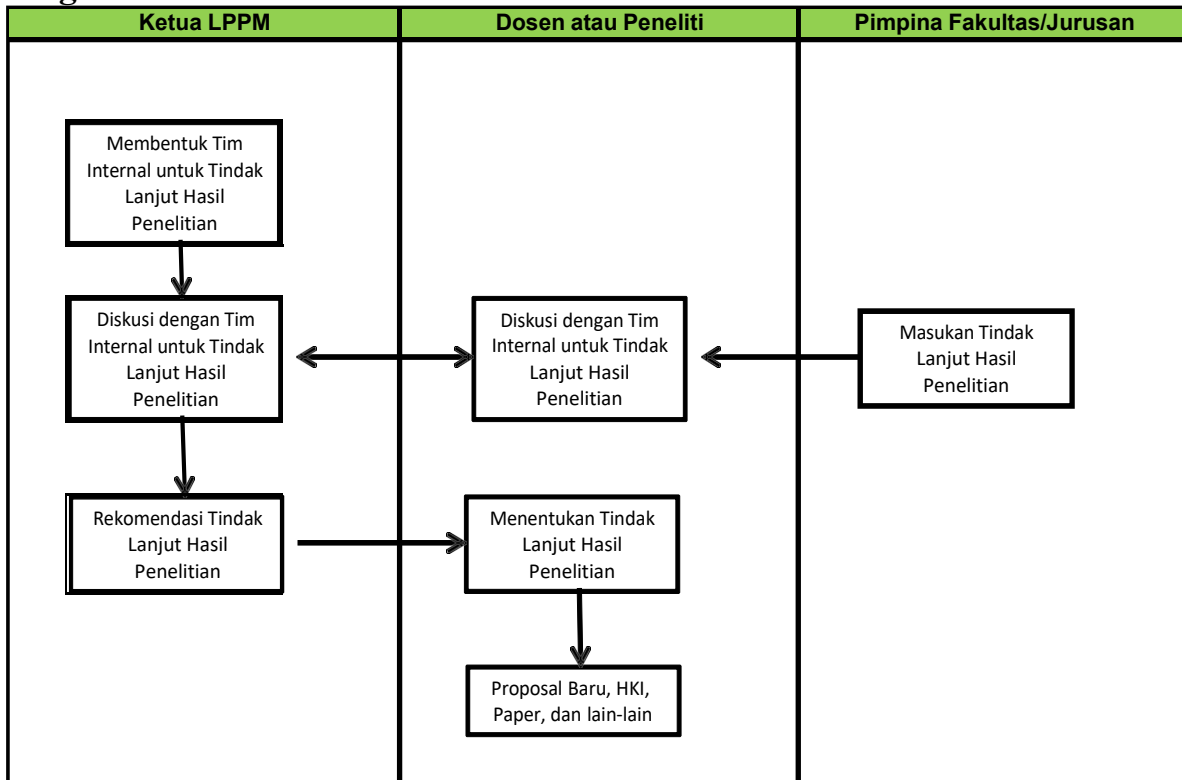 Ketua LPPM
Dosen atau Peneliti
Pimpina Fakultas/Jurusan
Membentuk Tim
Internal untuk Tindak
Lanjut Hasil
Penelitian
Diskusi dengan Tim
Internal untuk Tindak
Lanjut Hasil
Penelitian
Diskusi dengan Tim
Internal untuk Tindak
Lanjut Hasil
Penelitian
Masukan Tindak
Lanjut Hasil
Penelitian
Rekomendasi Tindak
Lanjut Hasil
Penelitian
Menentukan Tindak
Lanjut Hasil
Penelitian
Proposal Baru, HKI,
Paper, dan lain-lain